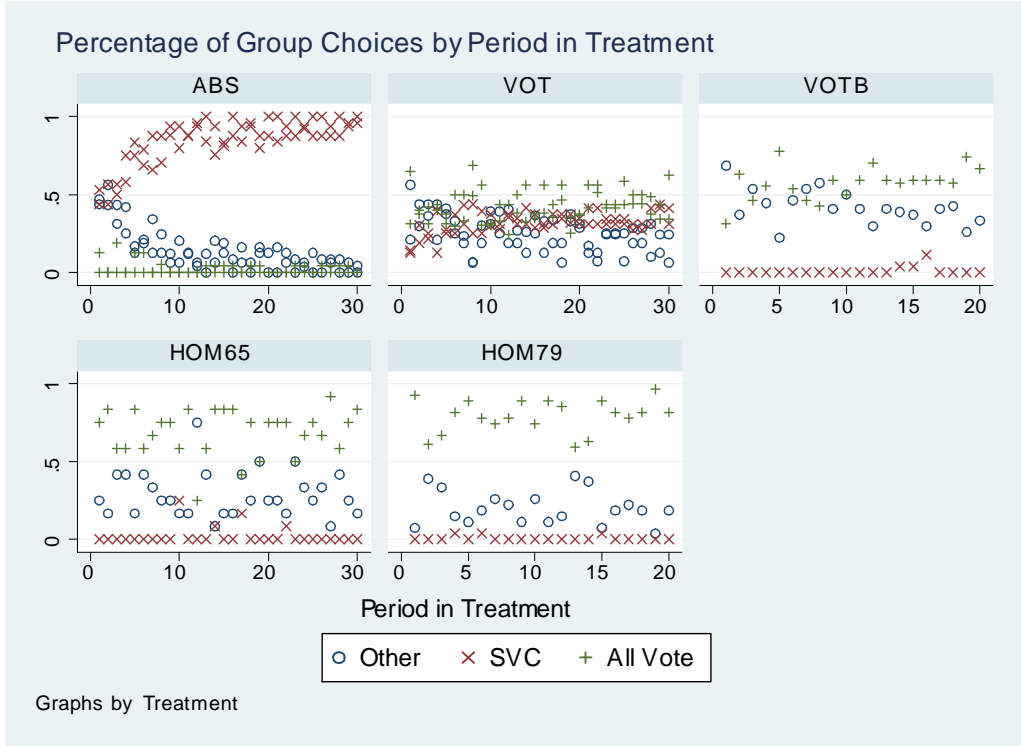 Percentage of Group Choices by Period in Treatment
ABS VOT VOTB
1
.5
0
0 10 20 30 0 10 20 30 0 5 10 15 20
HOM65 HOM79
1
.5
0
0 10 20 30 0 5 10 15 20
Period in Treatment
Other SVC All Vote
Graphs by Treatment